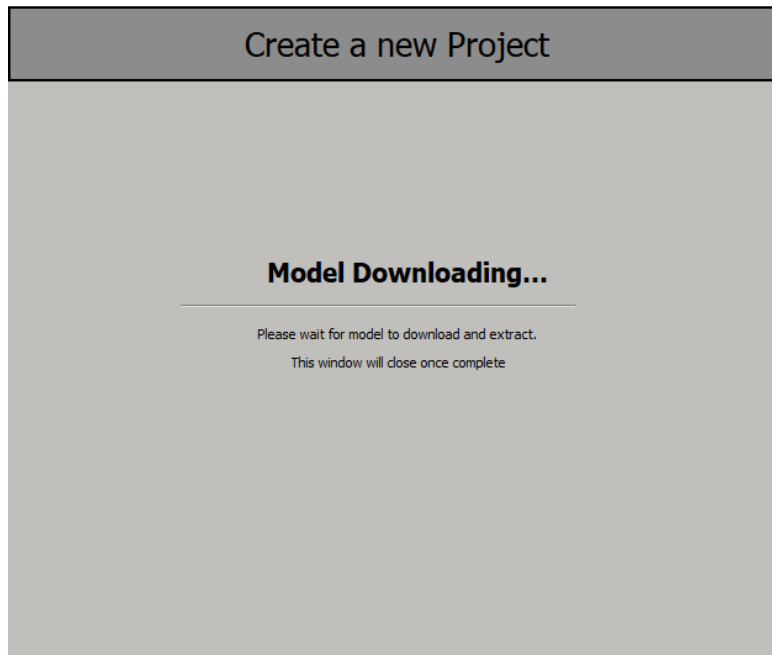 Create a new Project
Model Downloading...
Please wait for model to download and extract.
This window will close once complete